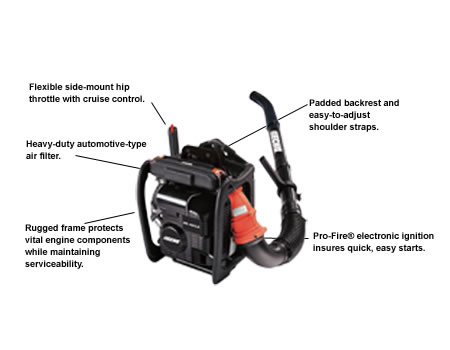 Flexible side-mount hip
throttle with cruise control.
Padded backrest and
easy-to-adjust
shoulder straps.
Heavy-duty automotive-type
air filter.
Rugged frame protects
vital engine components
while maintaining
serviceability.
Pro-Fire® electronic ignition
insures quick, easy starts.
ECHO